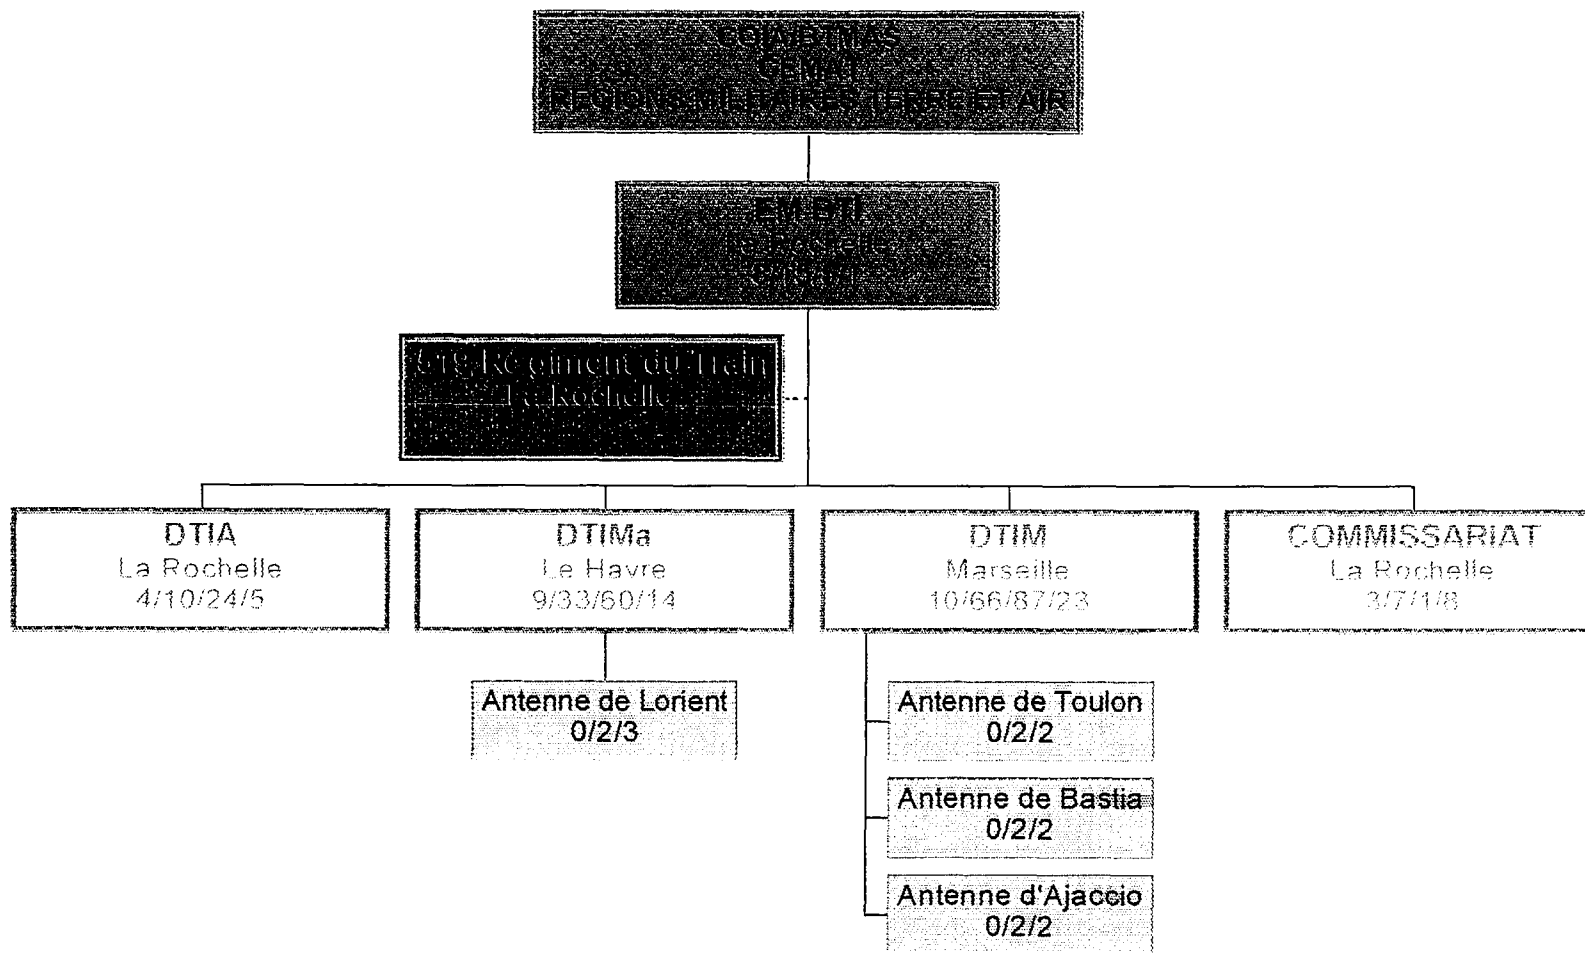 COIA/BTMAS
CEMAT
REGIONS MILITAIRES TERRE ET AIR
EM BTI
La Rochelle
519 Régiment du Train
La Rochelle
DTIA
La Rochelle
4/10/24/5
DTIMa
Le Havre
9/33/60/14
DTIM
Marseille
10/66/87/23
COMMISSARIAT
La Rochelle
3/7/1/8
Antenne de Lorient
0/2/3
Antenne de Toulon
0/2/2
Antenne de Bastia
0/2/2
Antenne d'Ajaccio
0/2/2